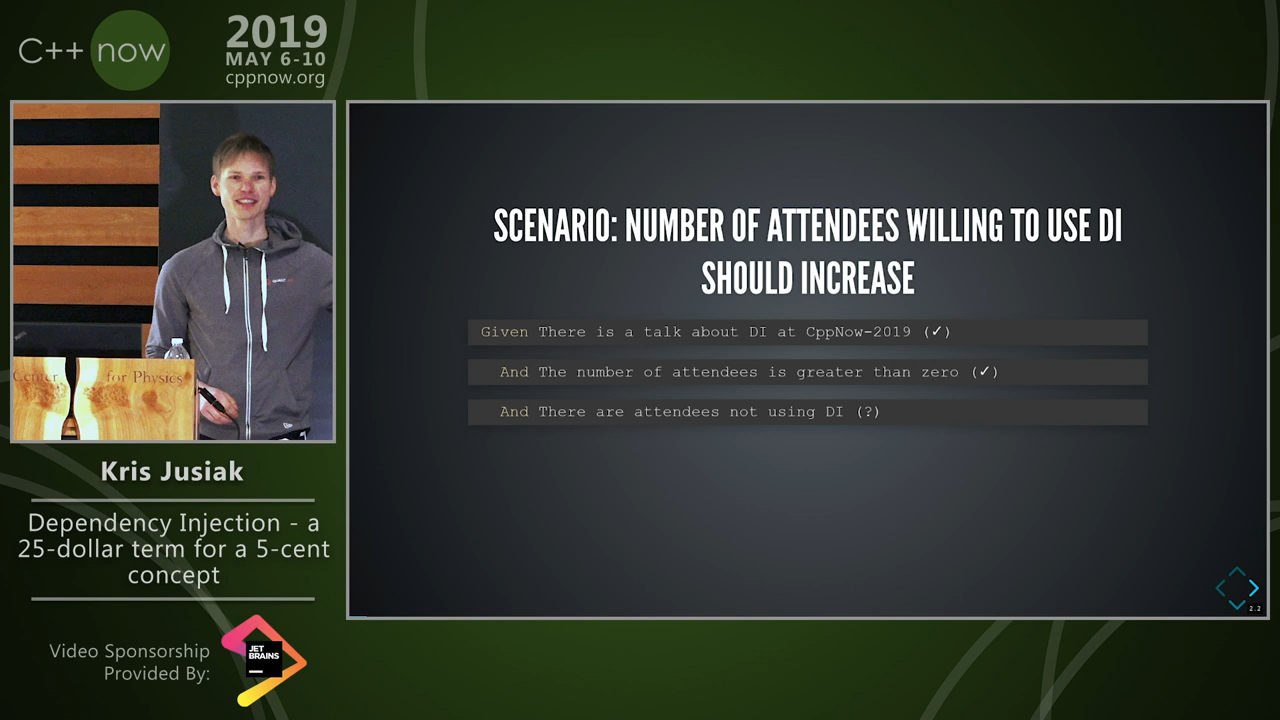 C++ now
2019
MAY 6-10
cppnow.org
SCENARIO: NUMBER OF ATTENDEES WILLING TO USE DI
SHOULD INCREASE
Given There is a talk about DI at CppNow-2019 (✓)
And The number of attendees is greater than zero (✓)
And There are attendees not using DI (?)
2.2
Center for Physics
Kris Jusiak
Dependency Injection - a
25-dollar term for a 5-cent
concept
Video Sponsorship
Provided By:
JET
BRAINS